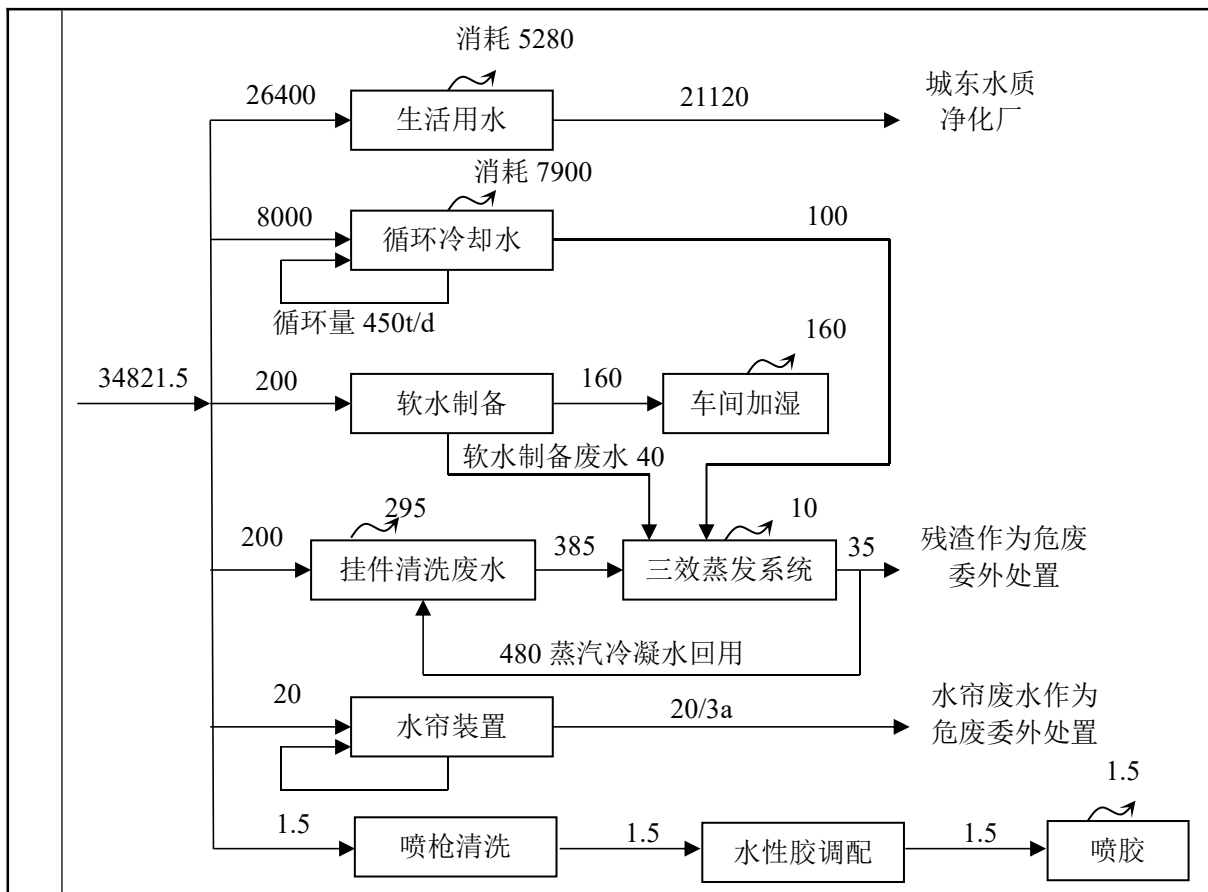 消耗 5280
26400
生活用水
21120
城东水质
净化厂
消耗 7900
8000
循环冷却水
100
循环量 450t/d
160
34821.5
200
软水制备
160
车间加湿
软水制备废水 40
295
10
200
挂件清洗废水
385
三效蒸发系统
35
残渣作为危废
委外处置
480 蒸汽冷凝水回用
20
水帘装置
20/3a
水帘废水作为
危废委外处置
1.5
1.5
喷枪清洗
1.5
水性胶调配
1.5
喷胶